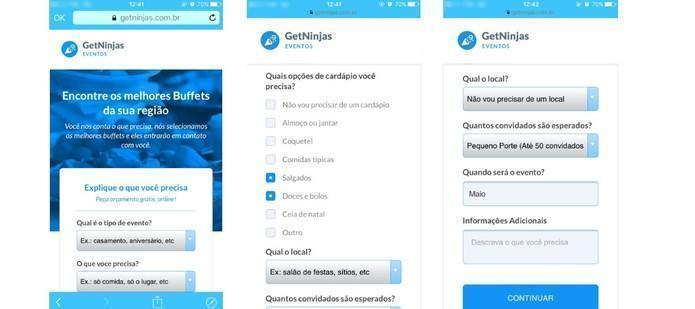 12:41
70%
OK
getninjas.com.br
GetNinjas
EVENTOS
Encontre os melhores Buffets
da sua região
Você nos conta o que precisa, nós selecionamos
os melhores buffets e eles entrarão em contato
com você.
Explique o que você precisa
Peça orçamento grátis, online!
Qual é o tipo de evento?
Ex.: casamento, aniversário, etc
O que voce precisa?
Ex.: só comida, só o lugar, etc
12:41
70%
getninjas.com.br
GetNinjas
EVENTOS
Quais opções de cardápio você
precisa?
Não vou precisar de um cardápio
Almoço ou jantar
Coquetel
Comidas típicas
Salgados
Doces e bolos
Ceia de natal
Outro
Qual o local?
Ex: salão de festas, sítios, etc
Quantos convidados são esperados?
12:42
70%
getninjas.com.br
GetNinjas
EVENTOS
Qual o local?
Não vou precisar de um local
Quantos convidados são esperados?
Pequeno Porte (Até 50 convidados
Quando será o evento?
Maio
Informações Adicionais
Descreva o que você precisa
CONTINUAR